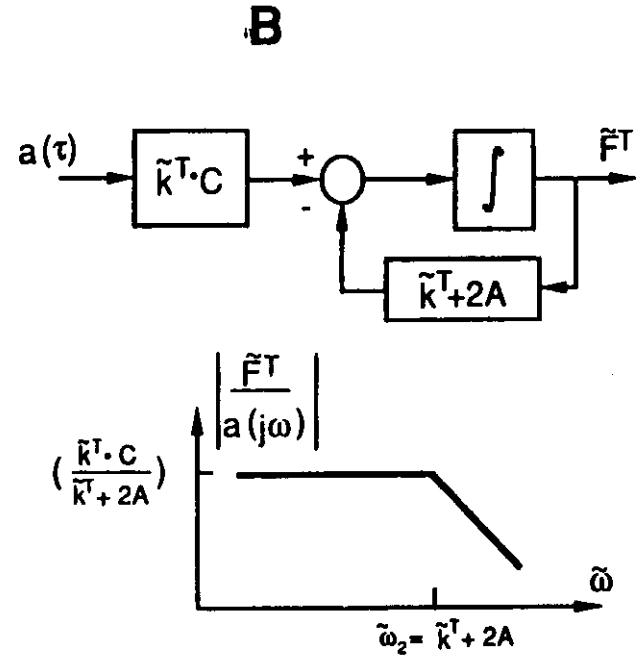 B
a(τ)
k̃ᵀ·C
+
-
∫
F̃ᵀ
k̃ᵀ+2A
F̃ᵀ
a(jω)
(k̃ᵀ·C / k̃ᵀ+2A)
ω̃
ω̃₂= k̃ᵀ+2A